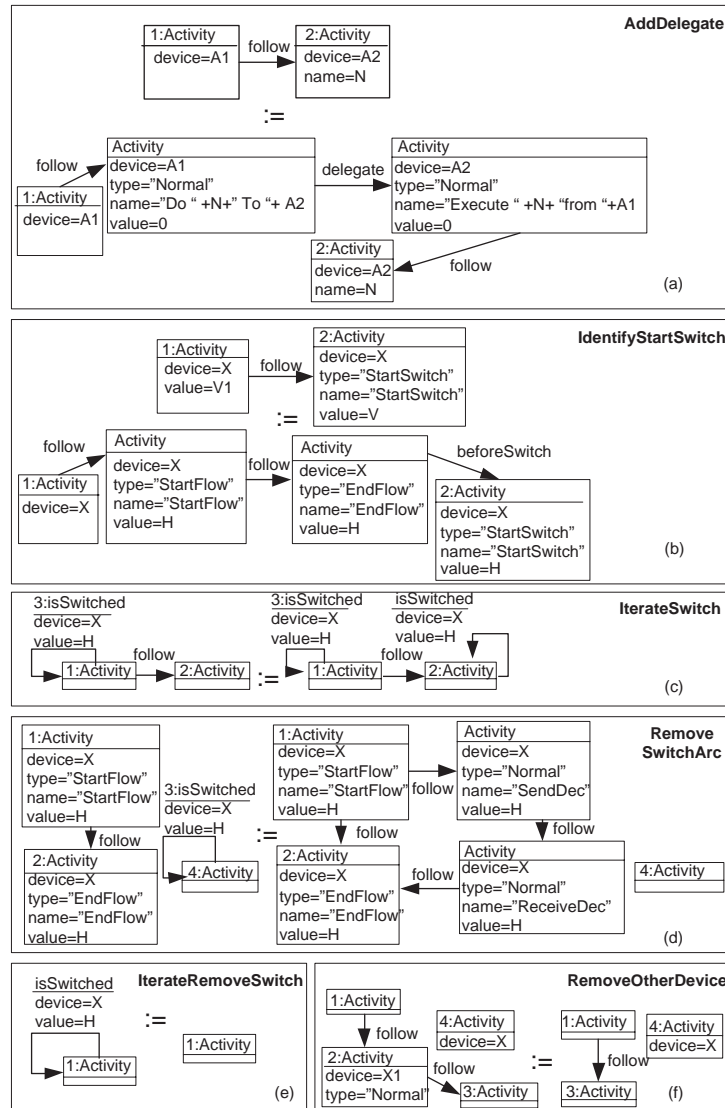 AddDelegate
1:Activity
device=A1
follow
2:Activity
device=A2
name=N
:=
follow
1:Activity
device=A1
Activity
device=A1
type="Normal"
name="Do “ +N+” To “+ A2
value=0
delegate
Activity
device=A2
type="Normal"
name="Execute “ +N+ “from “+A1
value=0
follow
2:Activity
device=A2
name=N
(a)
IdentifyStartSwitch
1:Activity
device=X
value=V1
follow
2:Activity
device=X
type=”StartSwitch”
name=”StartSwitch”
value=V
:=
follow
1:Activity
device=X
Activity
device=X
type=”StartFlow”
name=”StartFlow”
value=H
follow
Activity
device=X
type=”EndFlow”
name=”EndFlow”
value=H
beforeSwitch
2:Activity
device=X
type=”StartSwitch”
name=”StartSwitch”
value=H
(b)
IterateSwitch
3:isSwitched
device=X
value=H
1:Activity
follow
2:Activity
:=
3:isSwitched
device=X
value=H
1:Activity
follow
isSwitched
device=X
value=H
2:Activity
(c)
Remove
SwitchArc
1:Activity
device=X
type=”StartFlow”
name=”StartFlow”
value=H
follow
2:Activity
device=X
type=”EndFlow”
name=”EndFlow”
value=H
3:isSwitched
device=X
value=H
4:Activity
:=
1:Activity
device=X
type=”StartFlow”
name=”StartFlow”
value=H
follow
Activity
device=X
type=”Normal”
name=”SendDec”
value=H
follow
follow
2:Activity
device=X
type=”EndFlow”
name=”EndFlow”
value=H
follow
Activity
device=X
type=”Normal”
name=”ReceiveDec”
value=H
4:Activity
(d)
IterateRemoveSwitch
isSwitched
device=X
value=H
1:Activity
:=
1:Activity
(e)
RemoveOtherDevice
1:Activity
follow
2:Activity
device=X1
type=”Normal”
follow
4:Activity
device=X
3:Activity
:=
1:Activity
follow
4:Activity
device=X
3:Activity
(f)